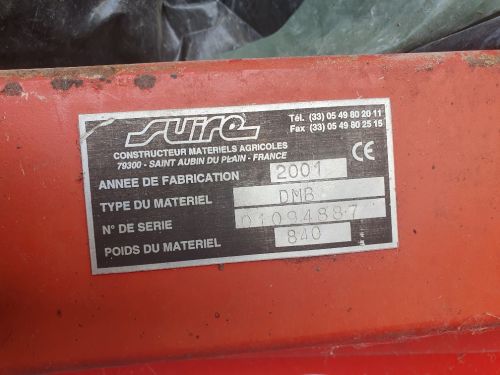 suire
Tél. (33) 05 49 80 20 11
Fax (33) 05 49 80 25 15
CONSTRUCTEUR MATERIELS AGRICOLES
79300 - SAINT AUBIN DU PLAIN - FRANCE
CE
ANNEE DE FABRICATION 2001
TYPE DU MATERIEL DMB
N° DE SERIE 01094887
POIDS DU MATERIEL 840